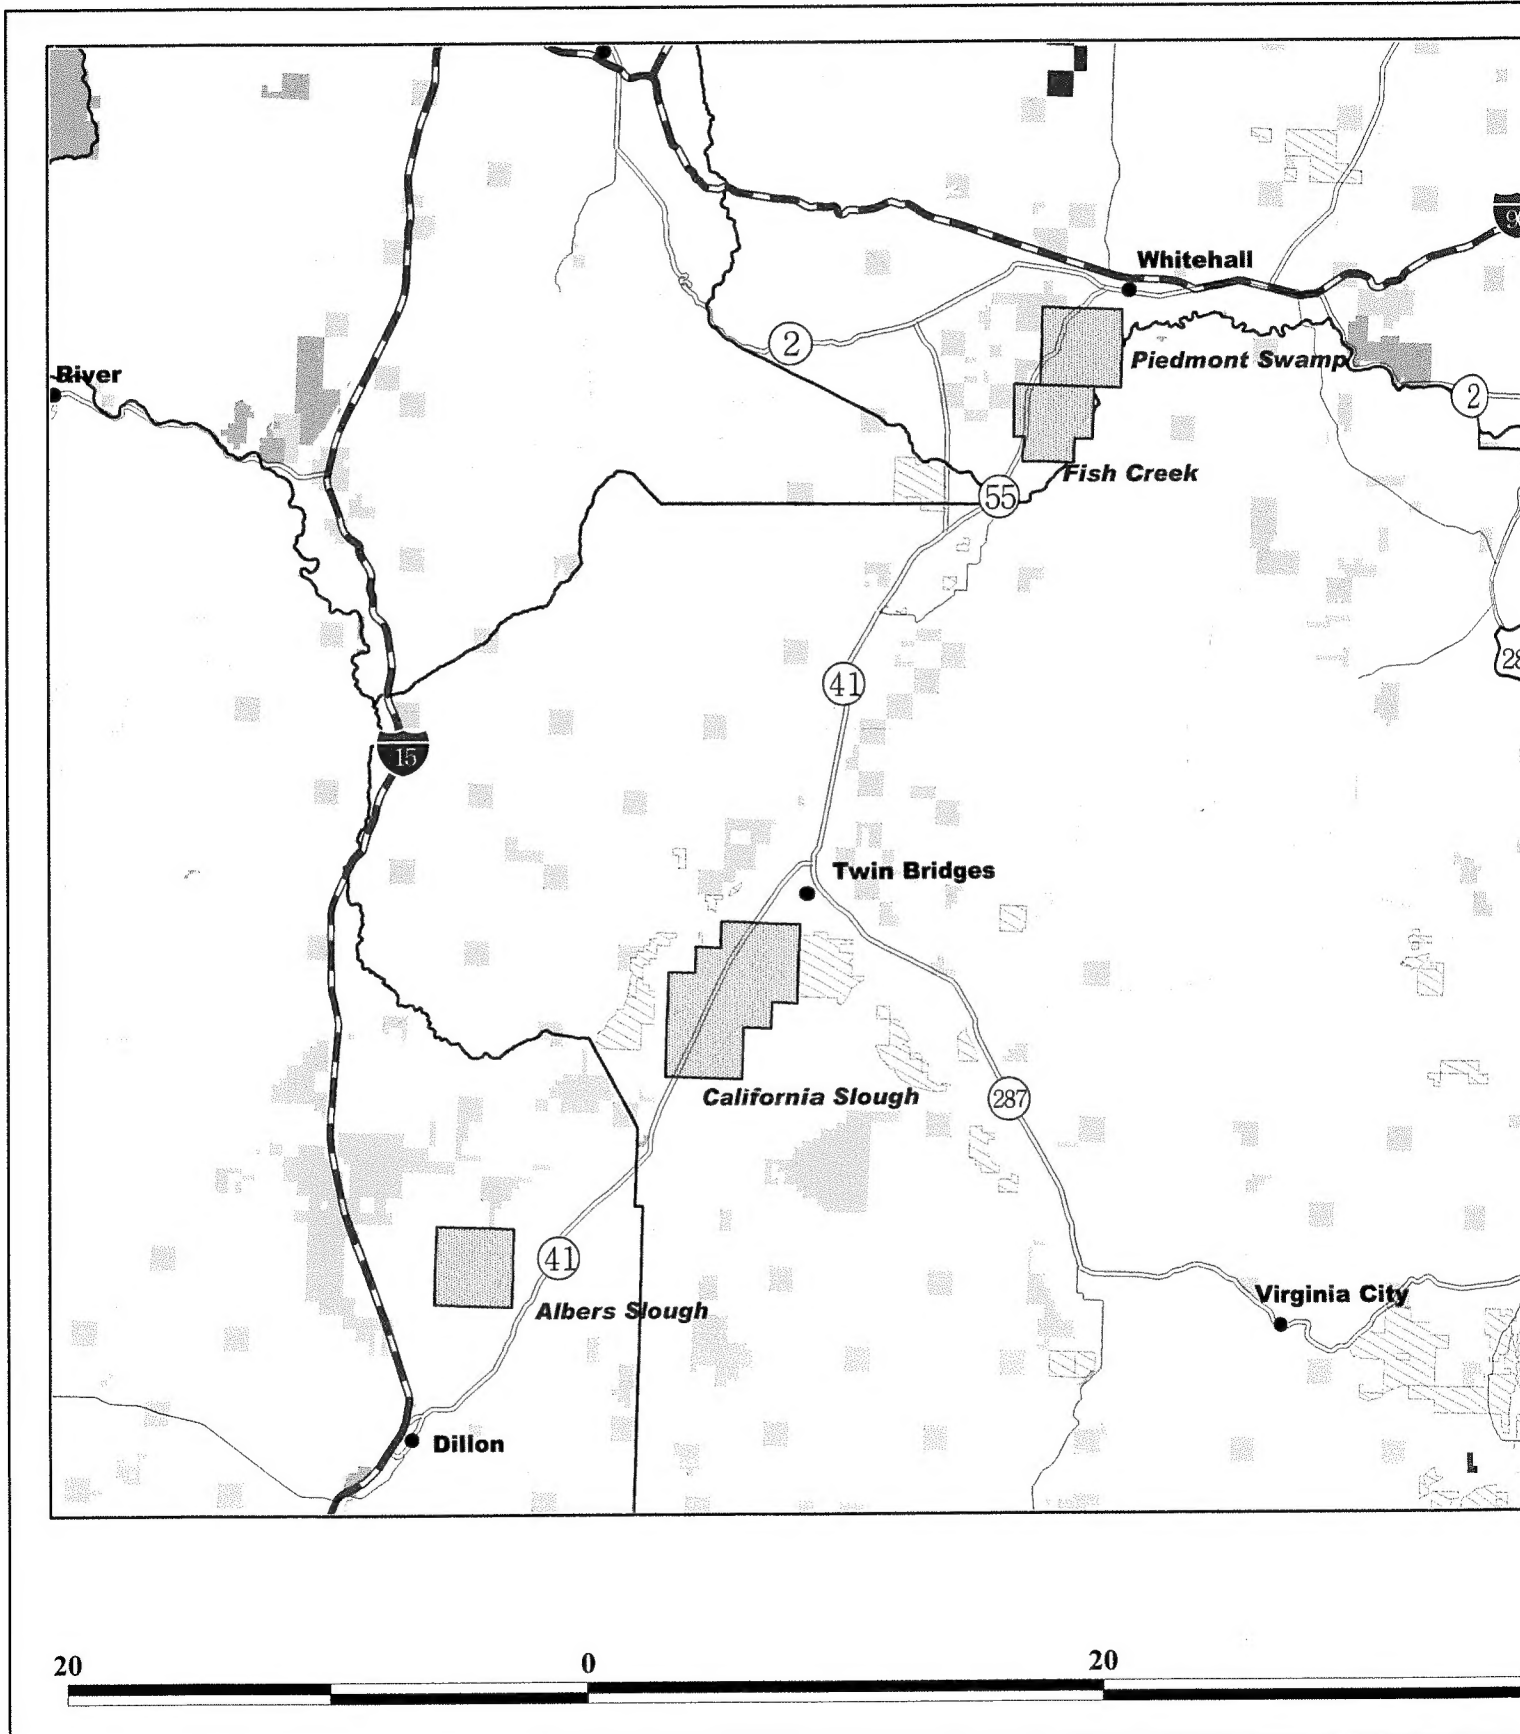 Whitehall
2
Piedmont Swamp
River
2
Fish Creek
55
41
15
Twin Bridges
California Slough
287
41
Virginia City
Albers Slough
Dillon
L
20 0 20